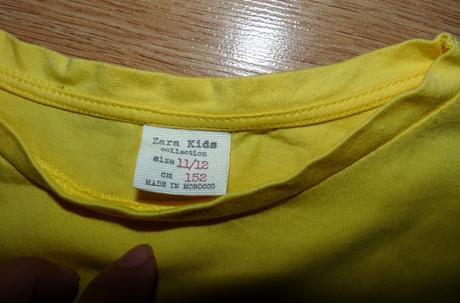 Zara Kids
collection
size 11/12
cm 152
MADE IN MOROCCO